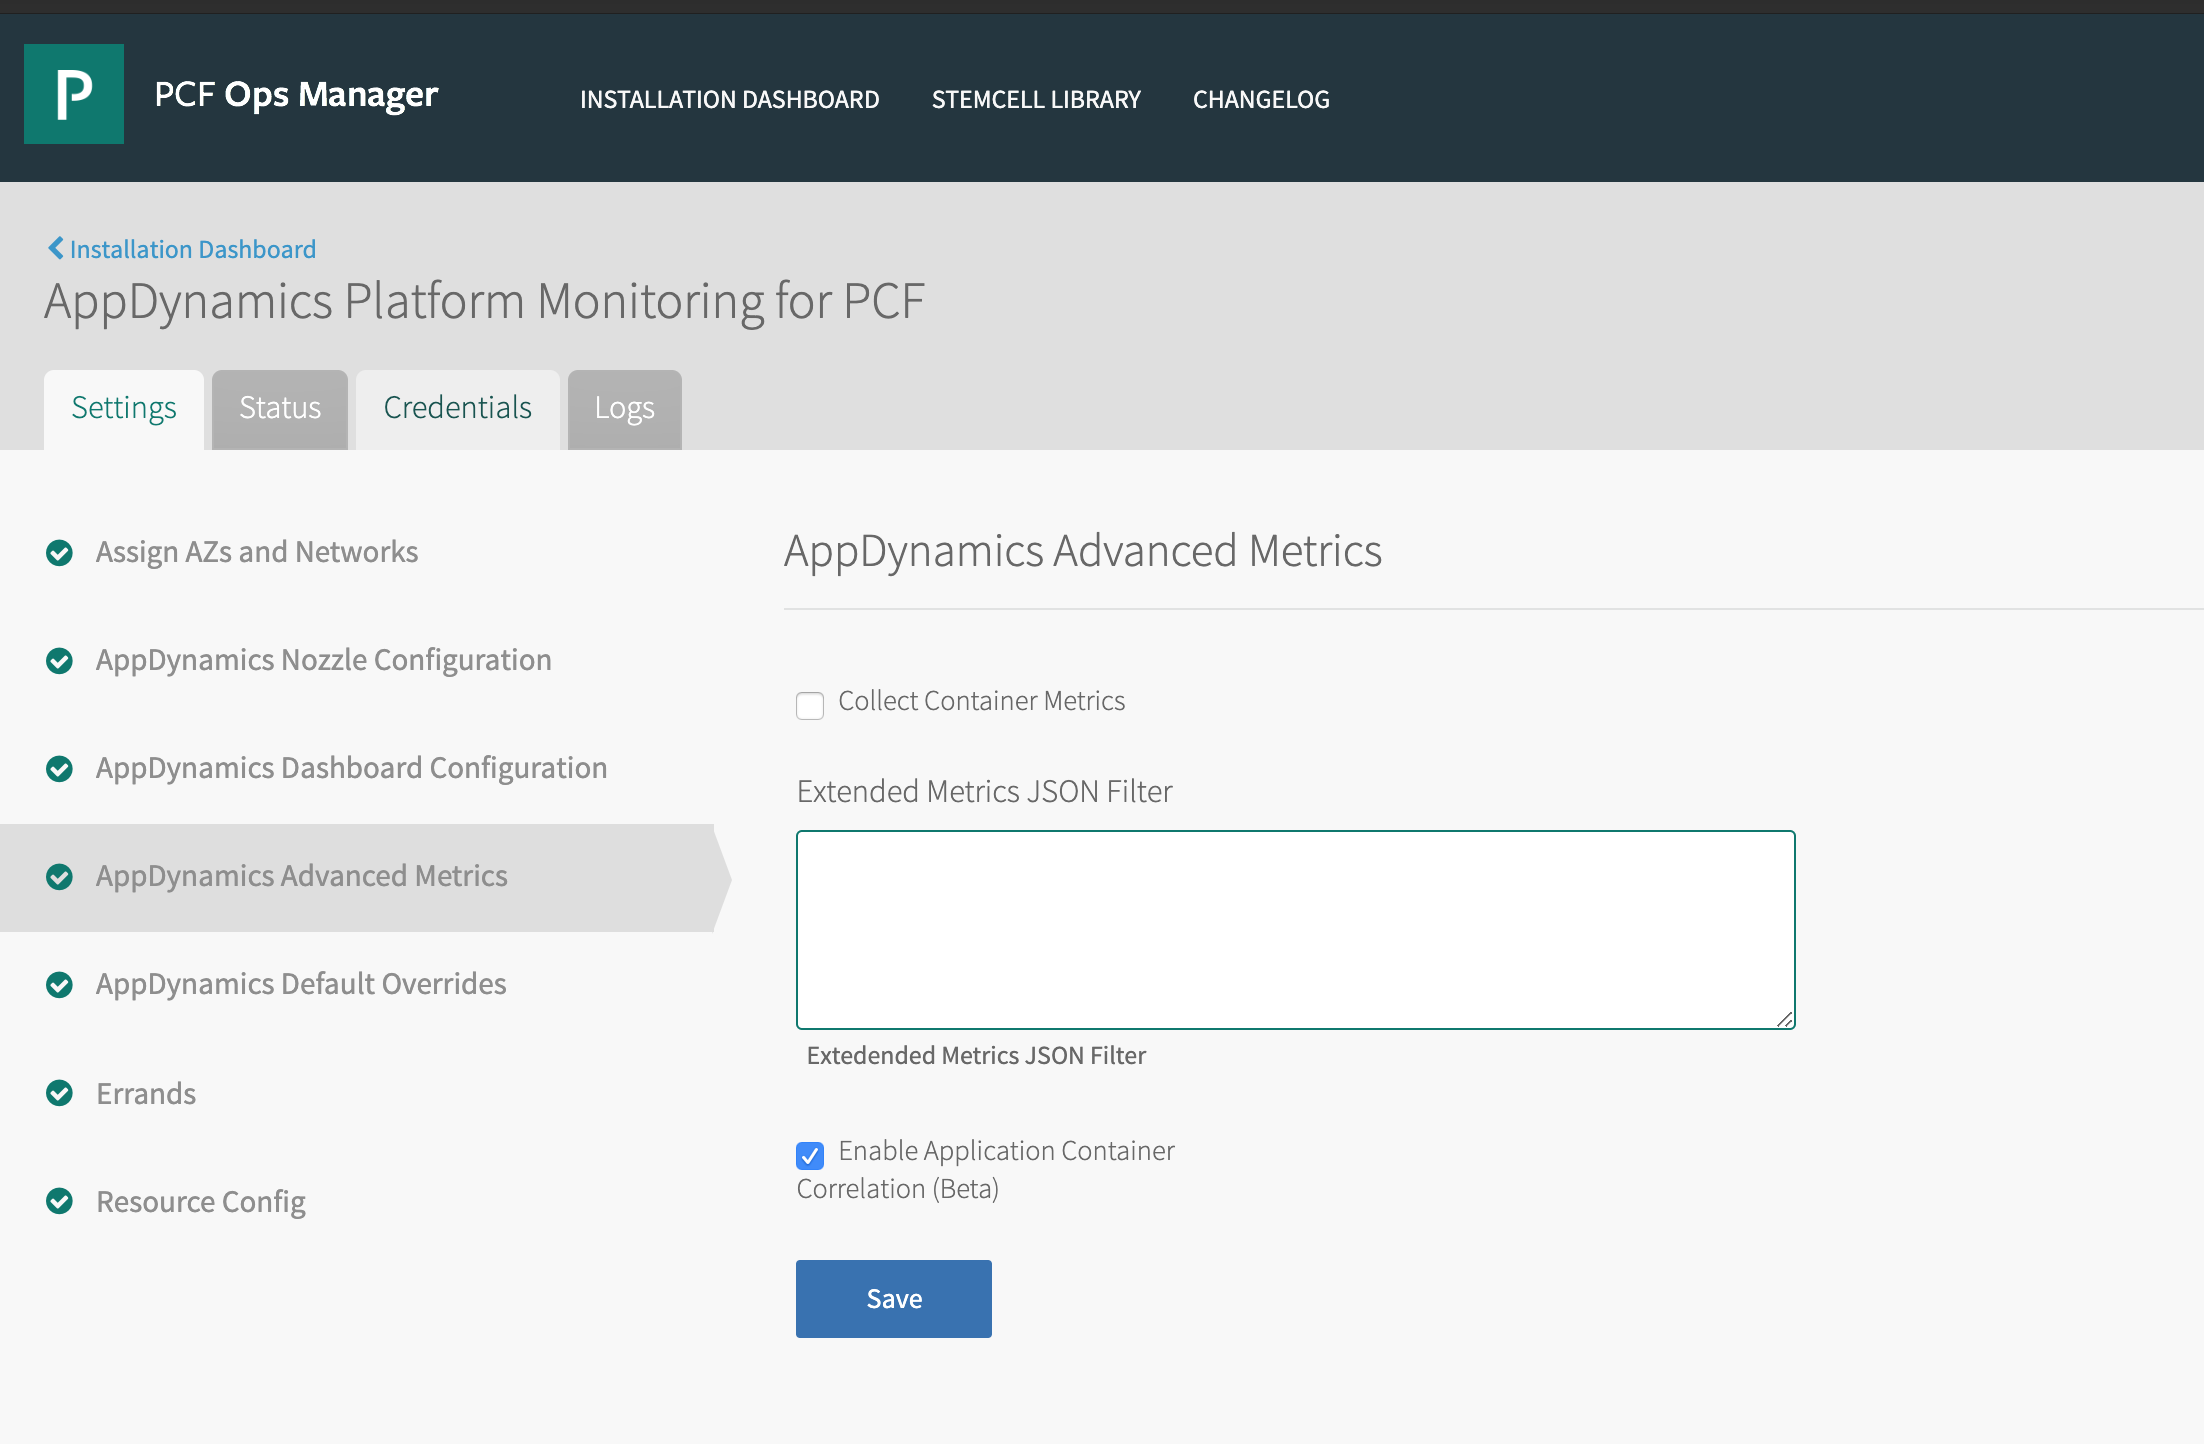 P
PCF Ops Manager
INSTALLATION DASHBOARD
STEMCELL LIBRARY
CHANGELOG
Installation Dashboard
AppDynamics Platform Monitoring for PCF
Settings
Status
Credentials
Logs
Assign AZs and Networks
AppDynamics Nozzle Configuration
AppDynamics Dashboard Configuration
AppDynamics Advanced Metrics
AppDynamics Default Overrides
Errands
Resource Config
AppDynamics Advanced Metrics
Collect Container Metrics
Extended Metrics JSON Filter
Extedended Metrics JSON Filter
Enable Application Container
Correlation (Beta)
Save